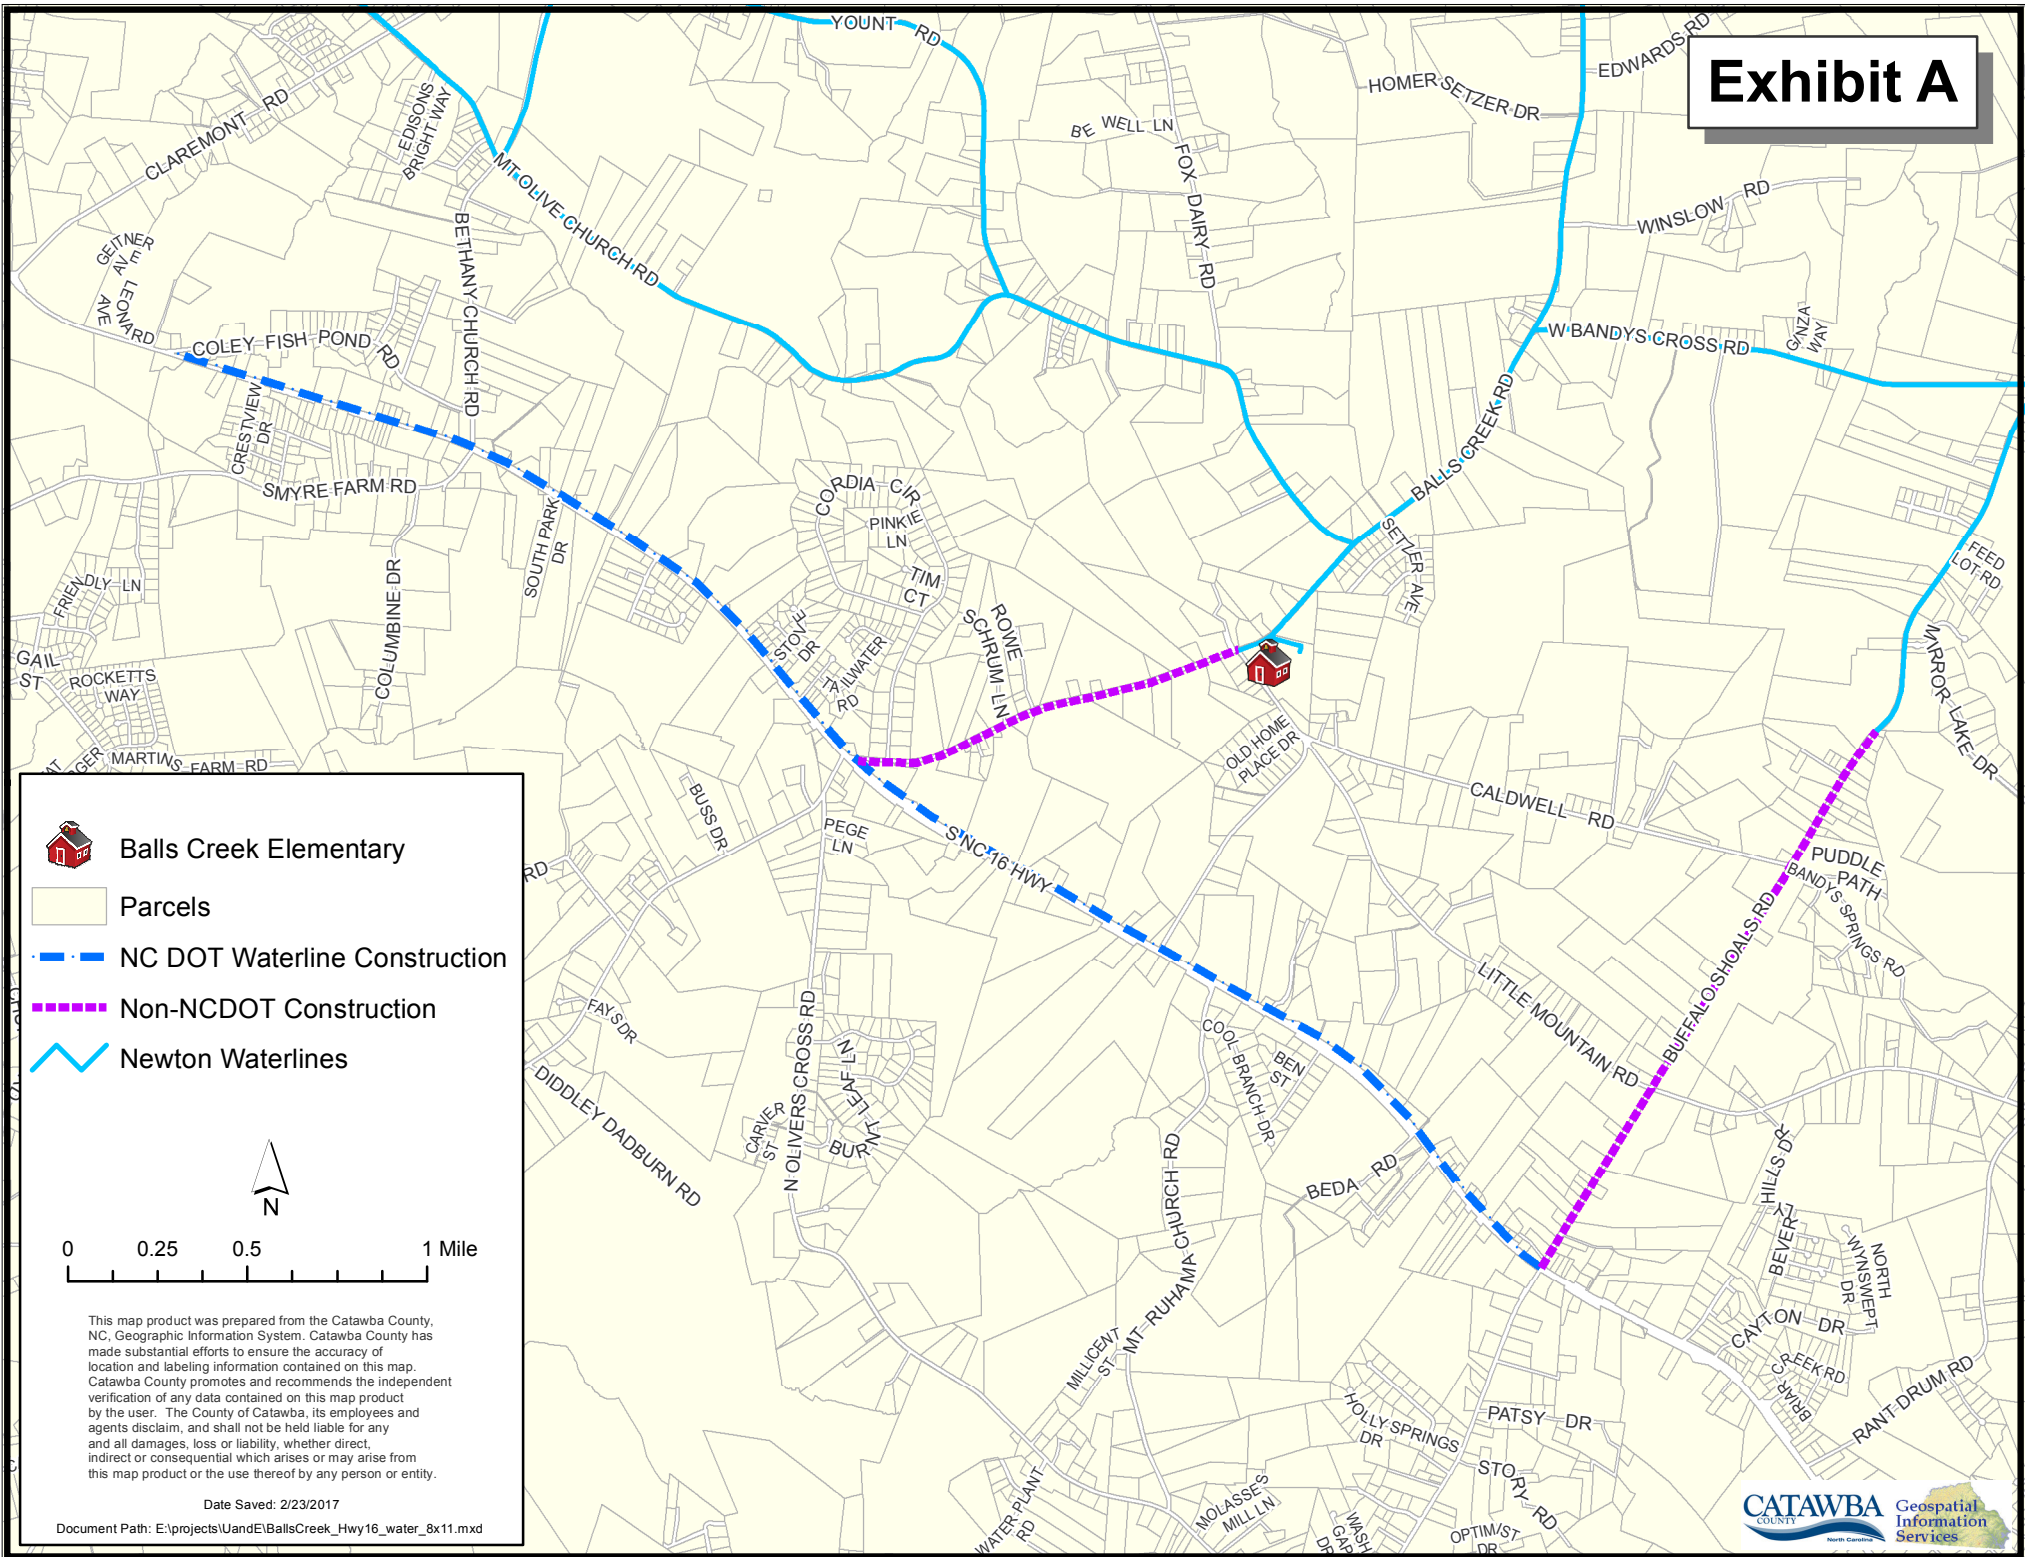 Exhibit A
YOUNT RD
EDWARDS RD
HOMER SETZER DR
CLAREMONT RD
EDISONS
BRIGHT WAY
BE WELL LN
FOX DAIRY RD
MT OLIVE CHURCH RD
WINSLOW RD
GEITNER
AVE
LEONARD
AVE
BETHANY CHURCH RD
COLEY FISH POND RD
W BANDYS CROSS RD
GINZA
WAY
CRESTVIEW
DR
SMYRE FARM RD
BALLS CREEK RD
CORDIA CIR
PINKIE
LN
TIM
CT
SETZER AVE
SOUTH PARK
DR
FEED
LOT RD
FRIENDLY LN
COLUMBINE DR
STOVE
DR
TAILWATER
RD
ROWE
SCHRUM LN
MIRROR LAKE DR
GAIL
ST
ROCKETTS
WAY
MARTINS FARM RD
OLD HOME
PLACE DR
BUSS DR
PEGE
LN
S NC 16 HWY
CALDWELL RD
PUDDLE
PATH
BANDYS SPRINGS RD
RD
BUFFALO SHOALS RD
LITTLE MOUNTAIN RD
FAYS DR
N OLIVERS CROSS RD
BURNT LEAF LN
CARVER
ST
COOL BRANCH DR
BEN
ST
DIDDLEY DADBURN RD
BEDA RD
MT RUHAMA CHURCH RD
BEVERLY HILLS DR
NORTH
WYNSWEPT
DR
CAYTON DR
BRIAR CREEK RD
RANT DRUM RD
MILLICENT
ST
HOLLY SPRINGS
DR
PATSY DR
STORY RD
WATER PLANT
RD
MOLASSES
MILL LN
WASH
GAP
DR
OPTIMIST
DR
Balls Creek Elementary
Parcels
NC DOT Waterline Construction
Non-NCDOT Construction
Newton Waterlines
N
0 0.25 0.5 1 Mile
This map product was prepared from the Catawba County,
NC, Geographic Information System. Catawba County has
made substantial efforts to ensure the accuracy of
location and labeling information contained on this map.
Catawba County promotes and recommends the independent
verification of any data contained on this map product
by the user. The County of Catawba, its employees and
agents disclaim, and shall not be held liable for any
and all damages, loss or liability, whether direct,
indirect or consequential which arises or may arise from
this map product or the use thereof by any person or entity.
Date Saved: 2/23/2017
Document Path: E:\projects\UandE\BallsCreek_Hwy16_water_8x11.mxd
CATAWBA
COUNTY
North Carolina
Geospatial
Information
Services